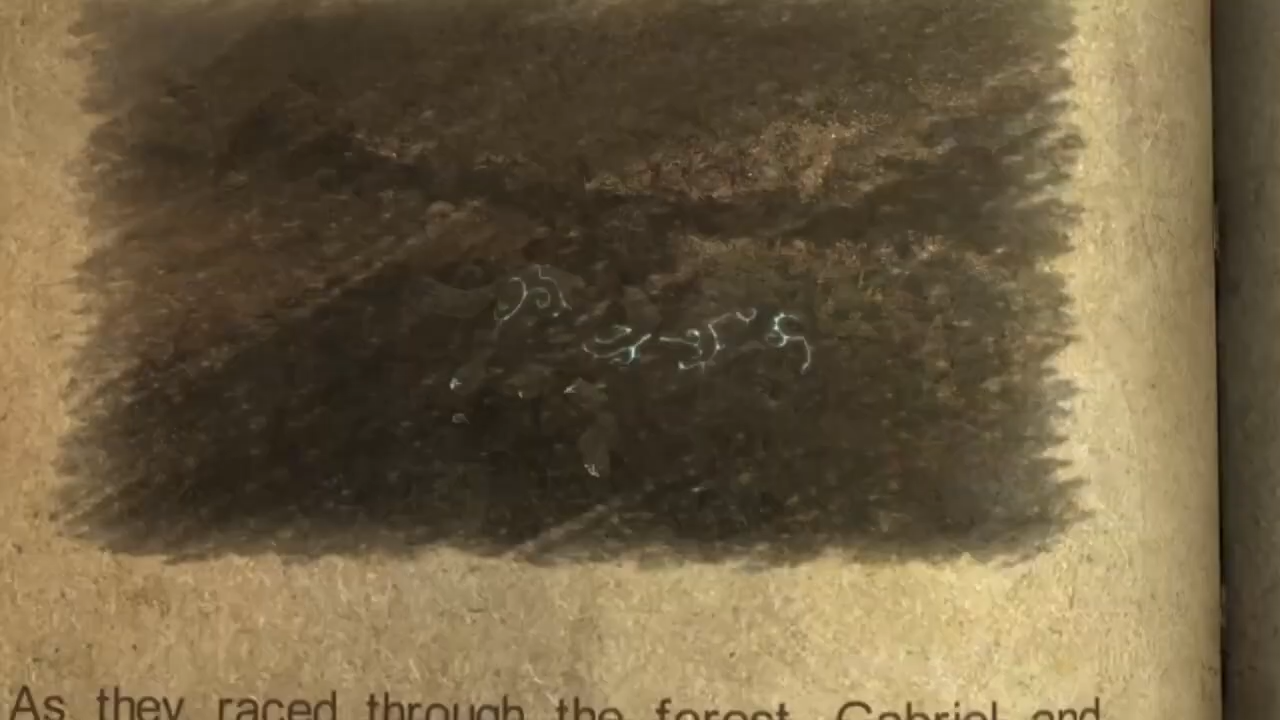 As they raced through the forest, Gabriel and